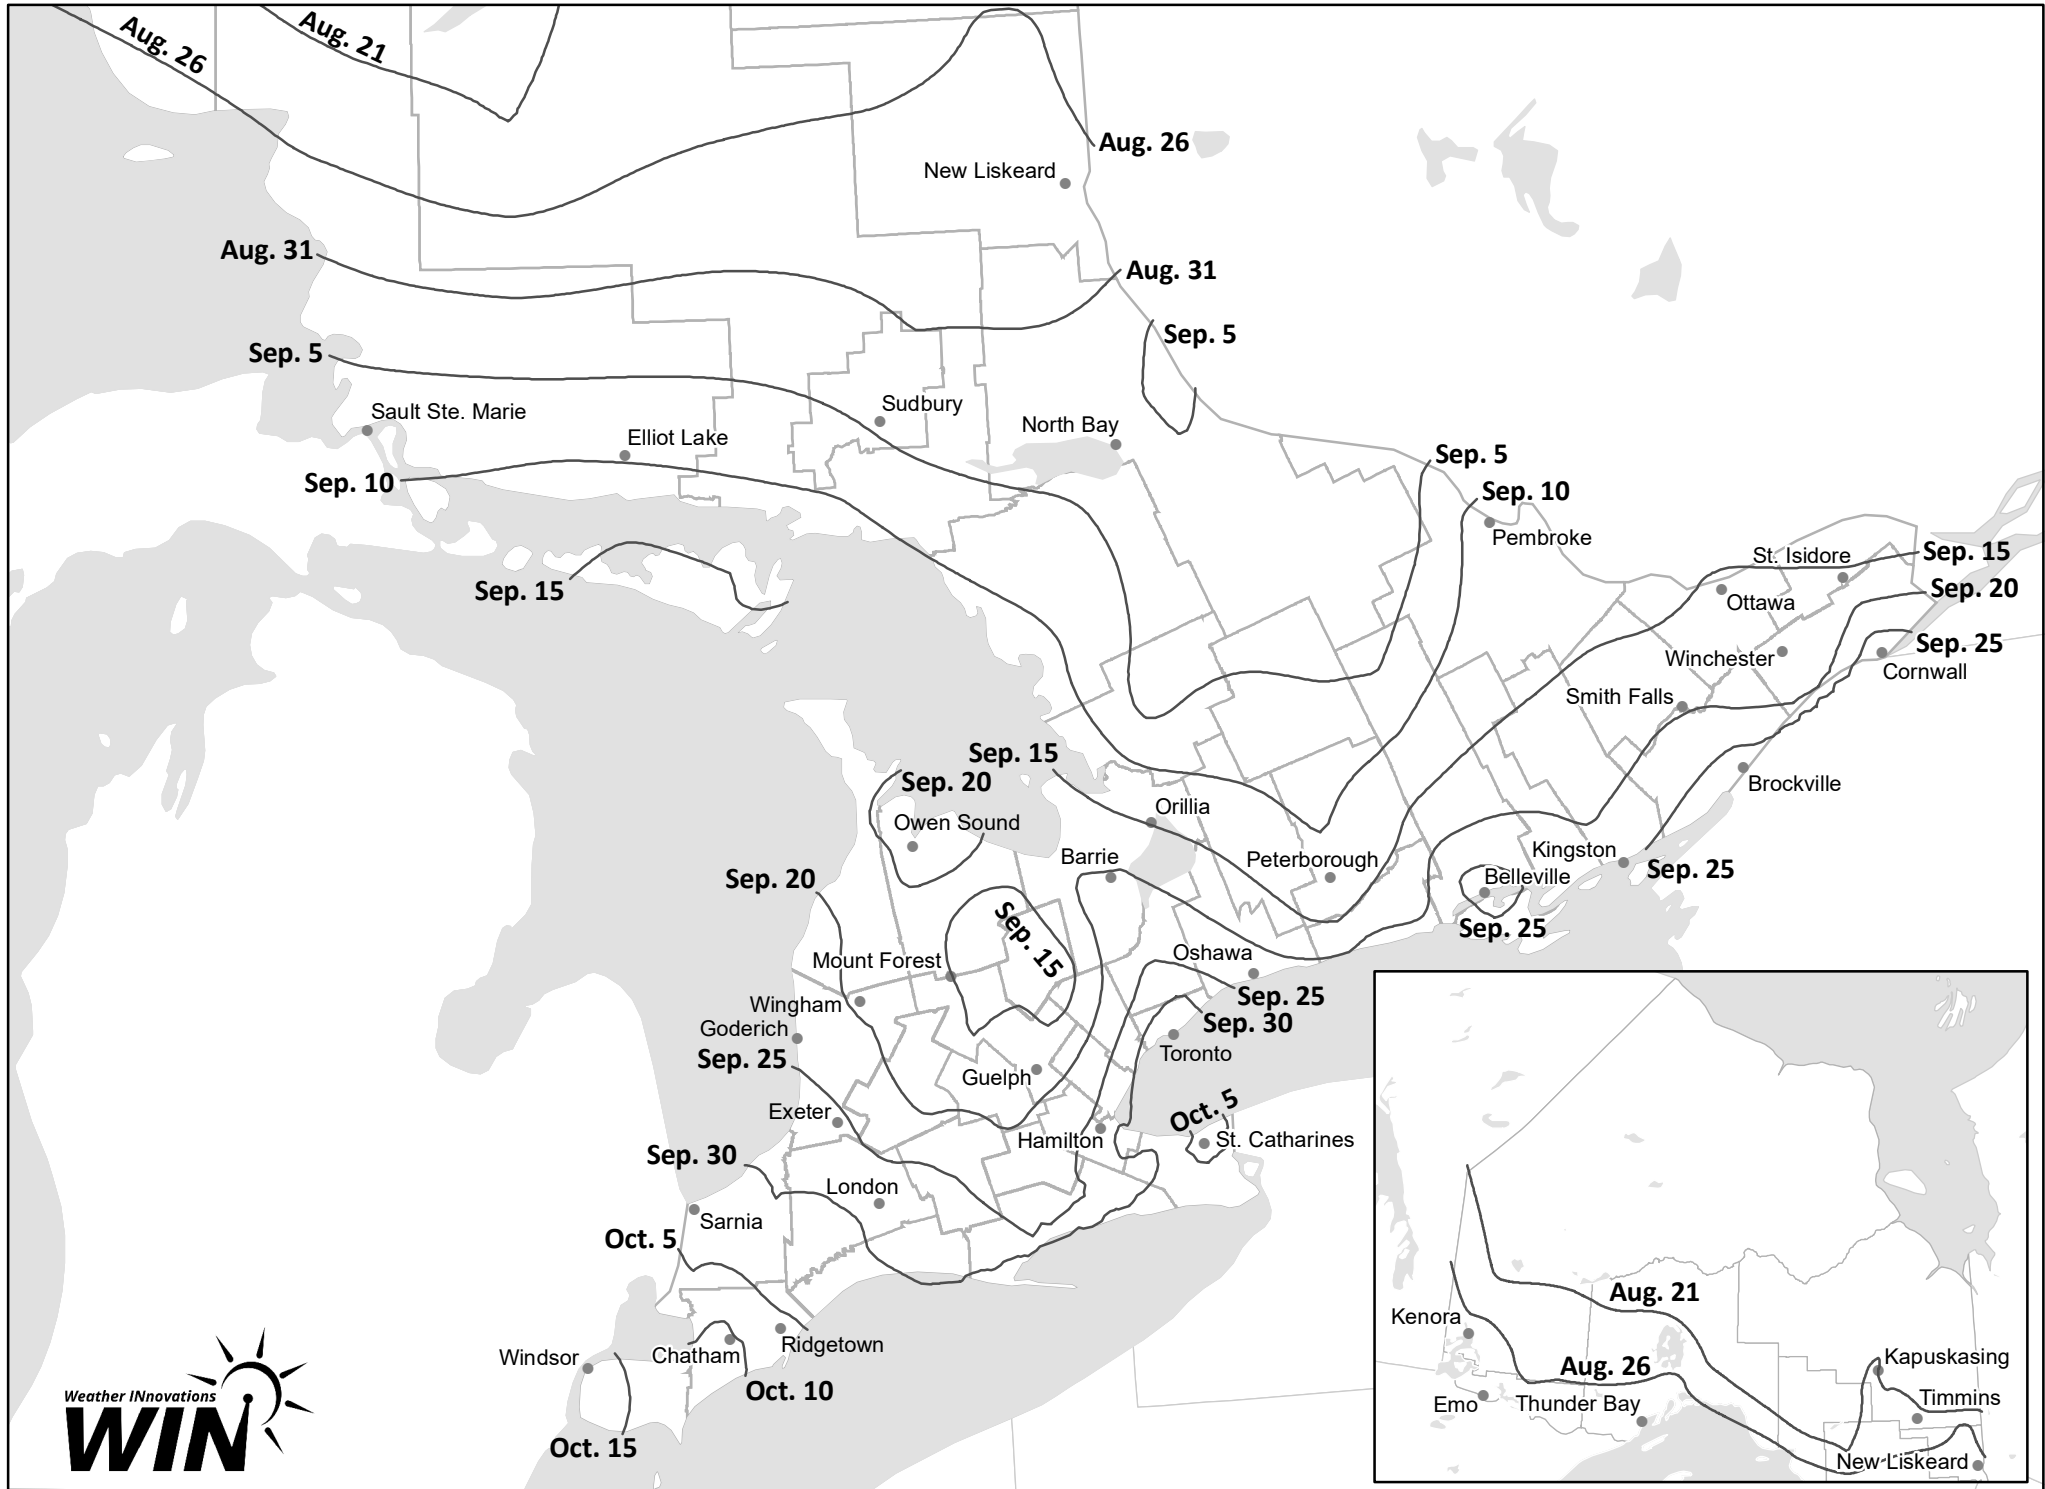 Aug. 26
Aug. 21
Aug. 26
New Liskeard
Aug. 31
Aug. 31
Sep. 5
Sep. 5
Sault Ste. Marie
Sudbury
Elliot Lake
North Bay
Sep. 5
Sep. 10
Sep. 10
Pembroke
St. Isidore
Sep. 15
Sep. 15
Sep. 20
Ottawa
Sep. 25
Winchester
Cornwall
Smith Falls
Sep. 15
Sep. 20
Brockville
Orillia
Owen Sound
Barrie
Peterborough
Kingston
Sep. 25
Belleville
Sep. 20
Sep. 25
Sep. 15
Mount Forest
Oshawa
Wingham
Sep. 25
Goderich
Sep. 30
Sep. 25
Toronto
Guelph
Exeter
Oct. 5
Hamilton
St. Catharines
Sep. 30
London
Sarnia
Oct. 5
Ridgetown
Windsor
Chatham
Oct. 10
Oct. 15
Aug. 21
Kenora
Aug. 26
Kapuskasing
Emo
Thunder Bay
Timmins
New Liskeard
Weather INnovations
WIN